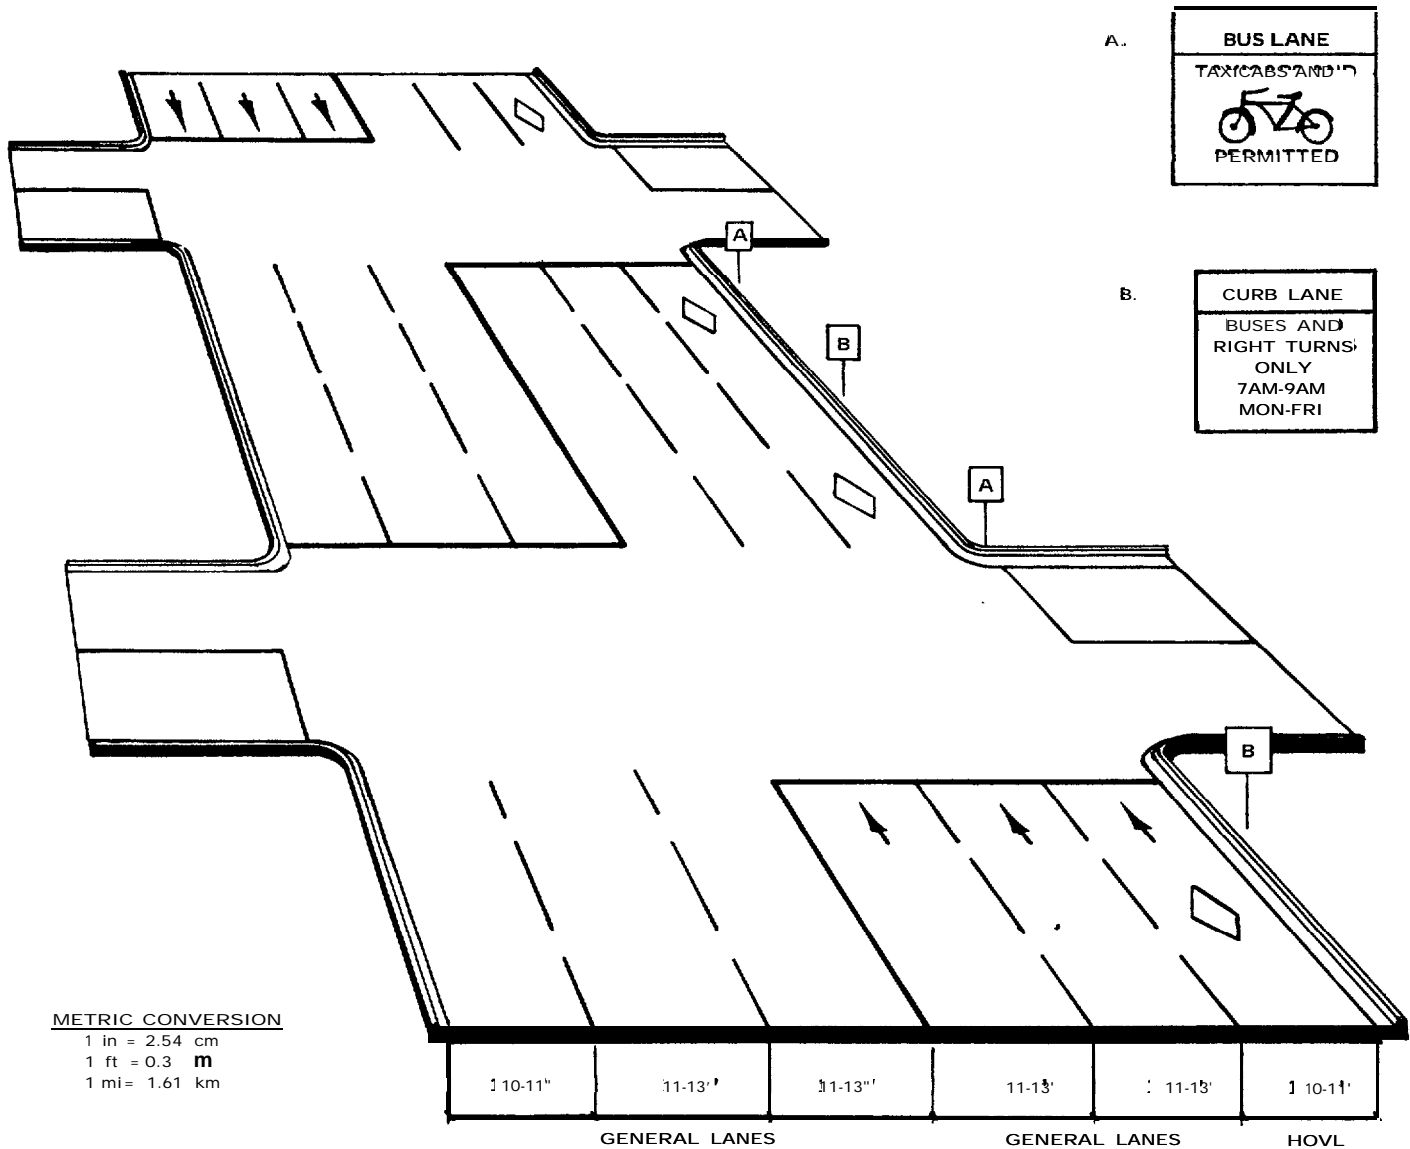 A.
BUS LANE
TAXICABS AND
PERMITTED
A
B.
CURB LANE
BUSES AND
RIGHT TURNS
ONLY
7AM-9AM
MON-FRI
B
A
B
METRIC CONVERSION
1 in = 2.54 cm
1 ft = 0.3 m
1 mi= 1.61 km
10-11" 11-13' 11-13" 11-13' 11-13' 10-11'
GENERAL LANES GENERAL LANES HOVL